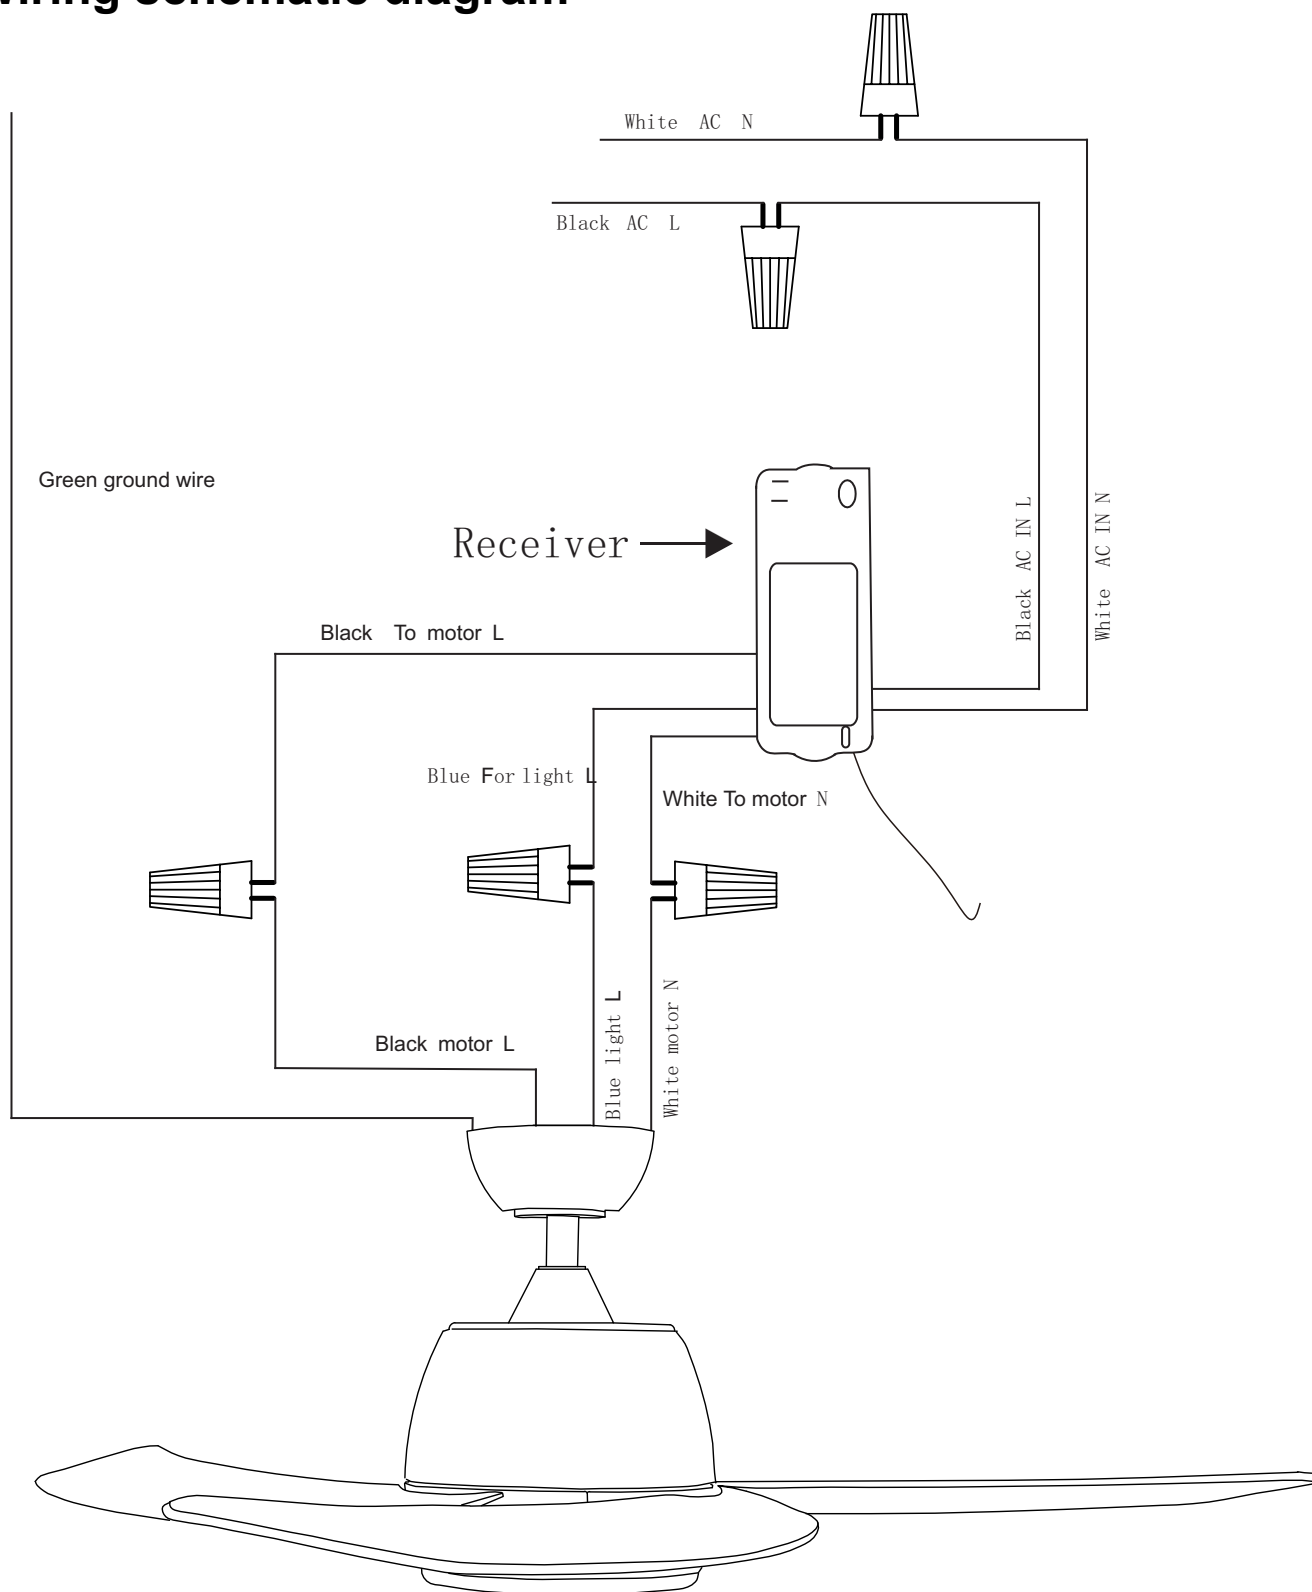 wiring schematic diagram
White AC N
Black AC L
Green ground wire
Receiver
Black AC IN L
White AC IN N
Black To motor L
Blue For light L
White To motor N
Black motor L
Blue light L
White motor N